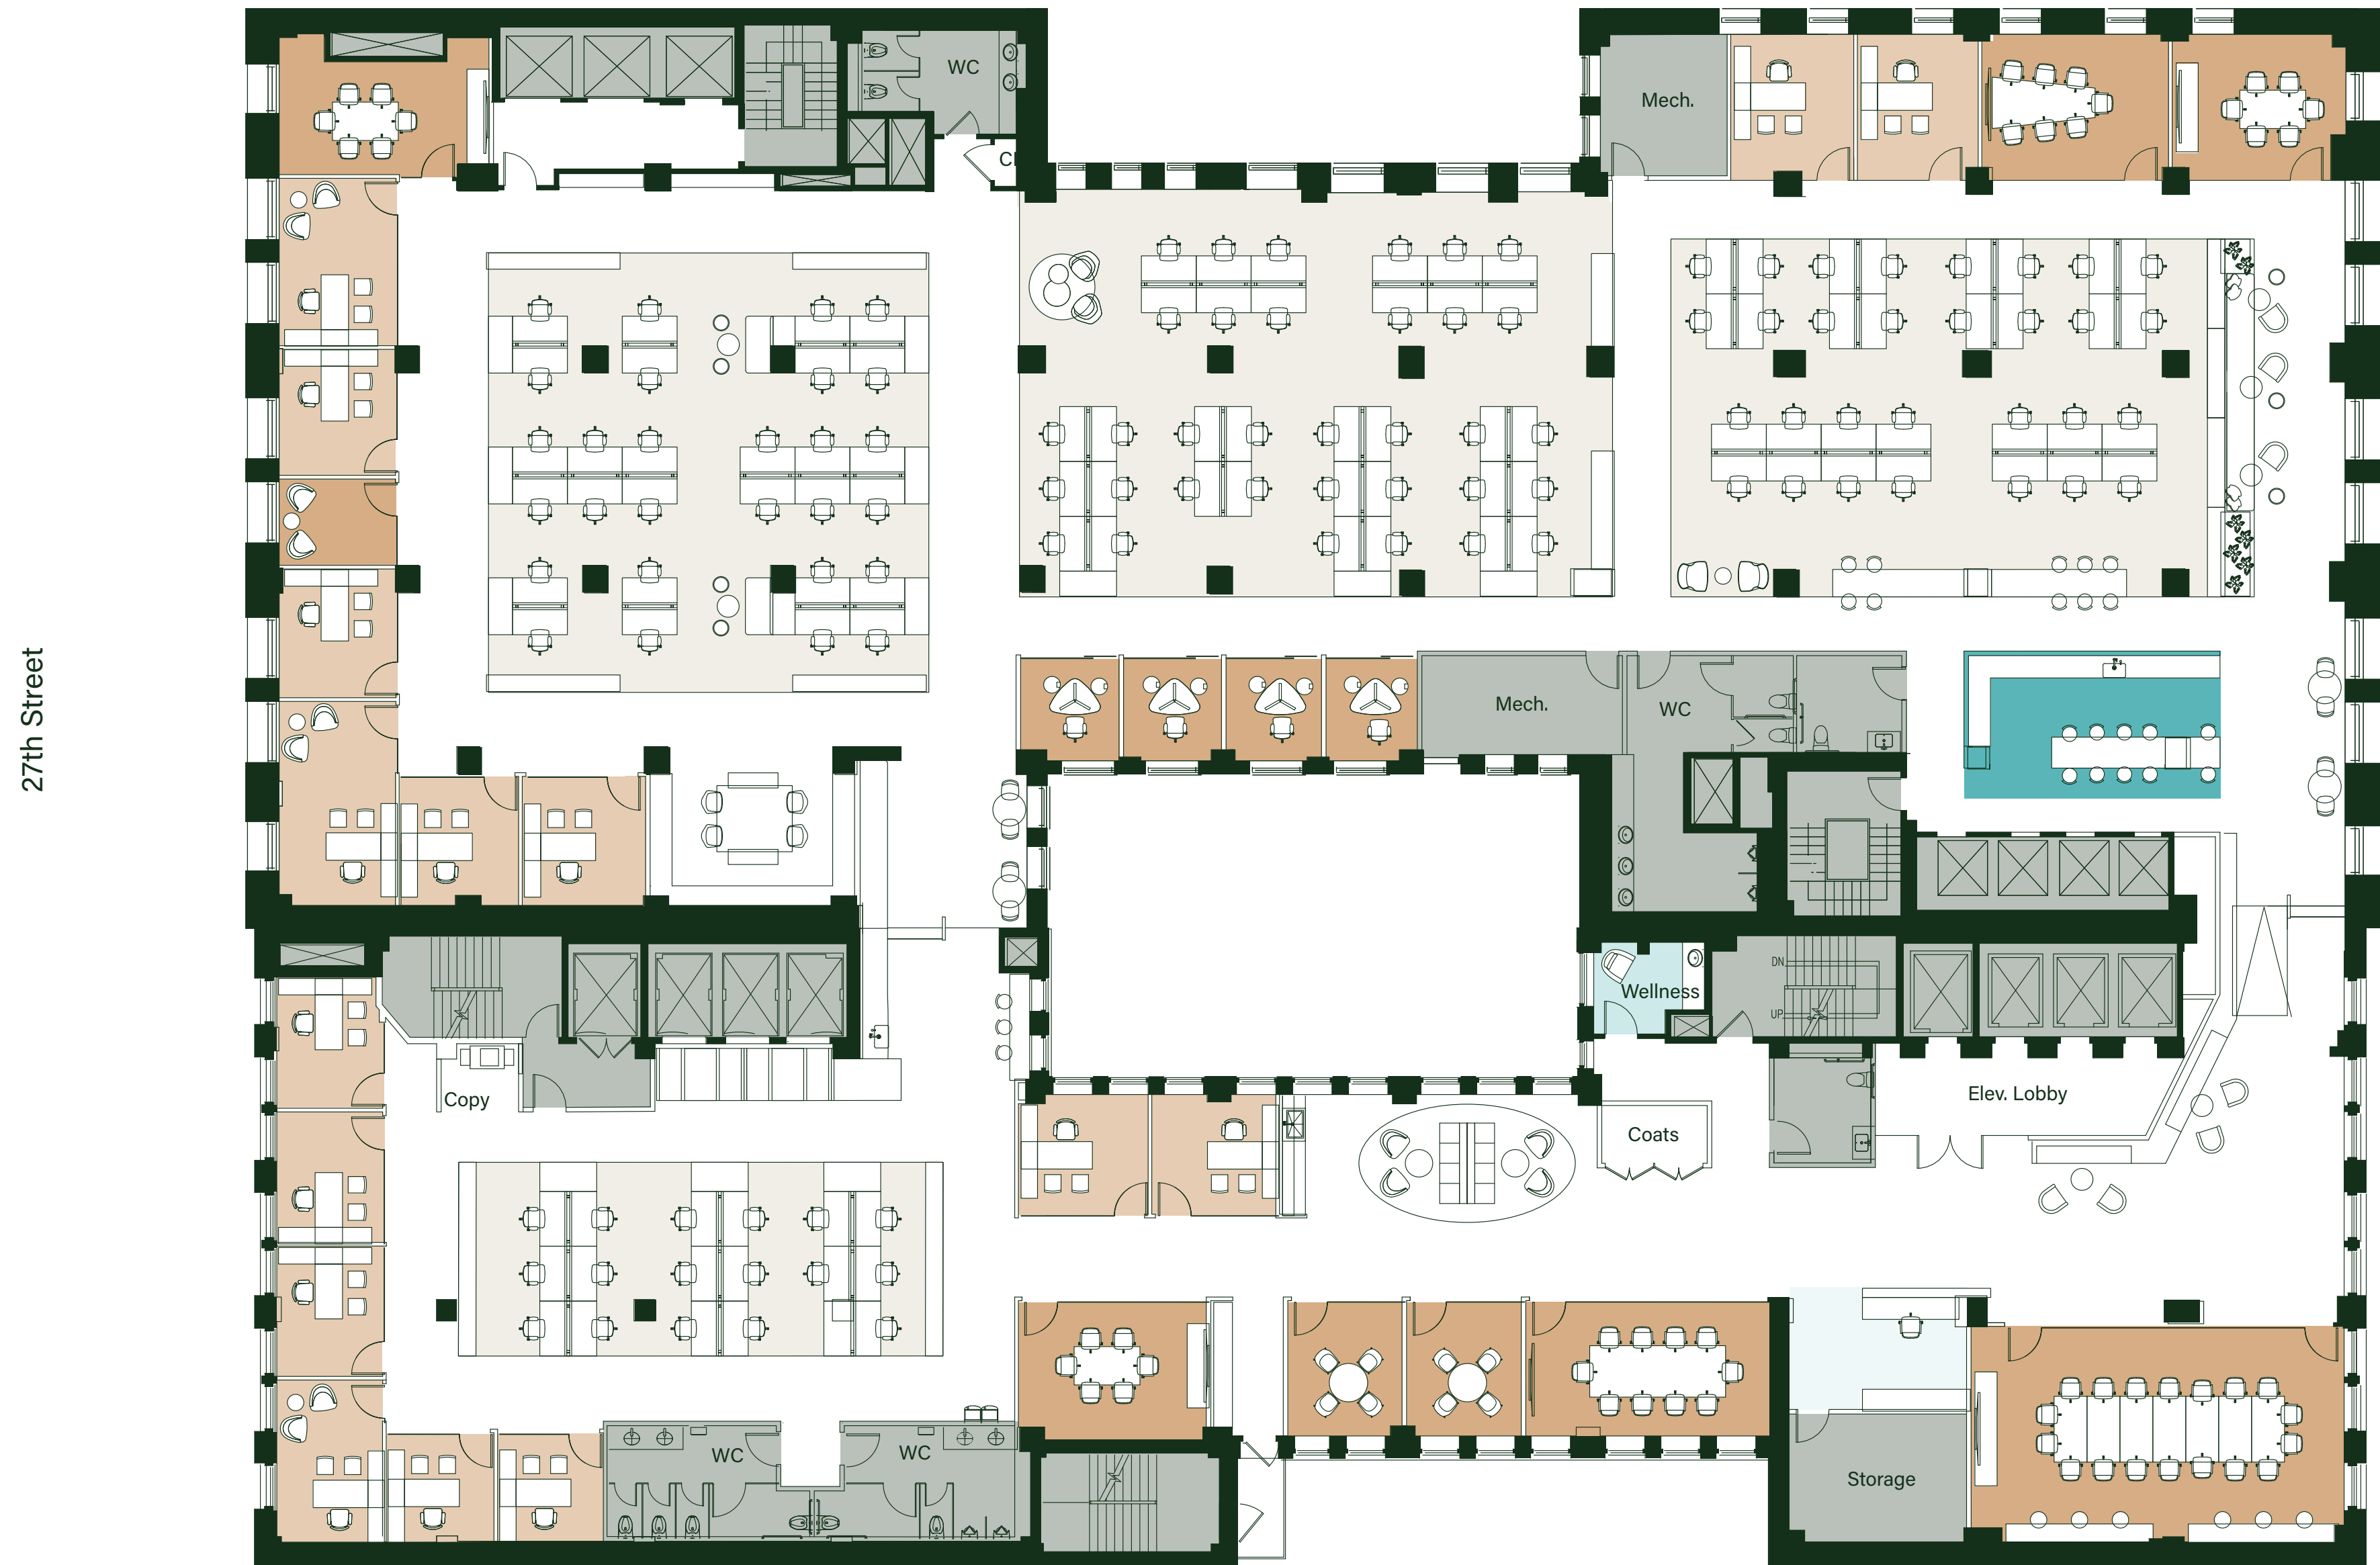 WC
Mech.
27th Street
Mech.
WC
DN
Wellness
UP
Copy
Elev. Lobby
Coats
WC
WC
Storage